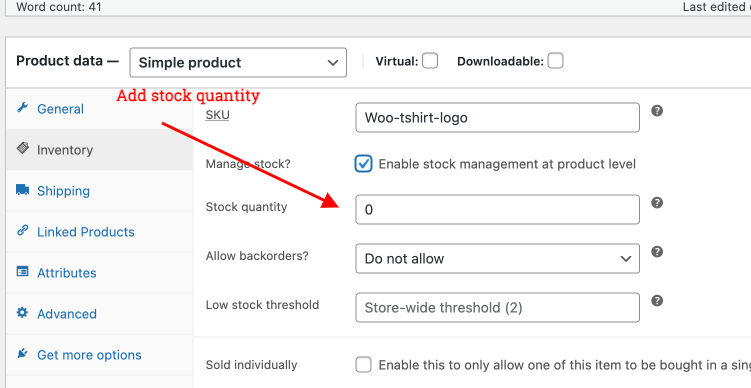 Word count: 41 Last edited
Product data — Simple product Virtual: Downloadable:
Add stock quantity
General
SKU Woo-tshirt-logo ?
Inventory
Manage stock? Enable stock management at product level
Shipping
Stock quantity 0 ?
Linked Products
Allow backorders? Do not allow ?
Attributes
Low stock threshold Store-wide threshold (2) ?
Advanced
Get more options
Sold individually Enable this to only allow one of this item to be bought in a